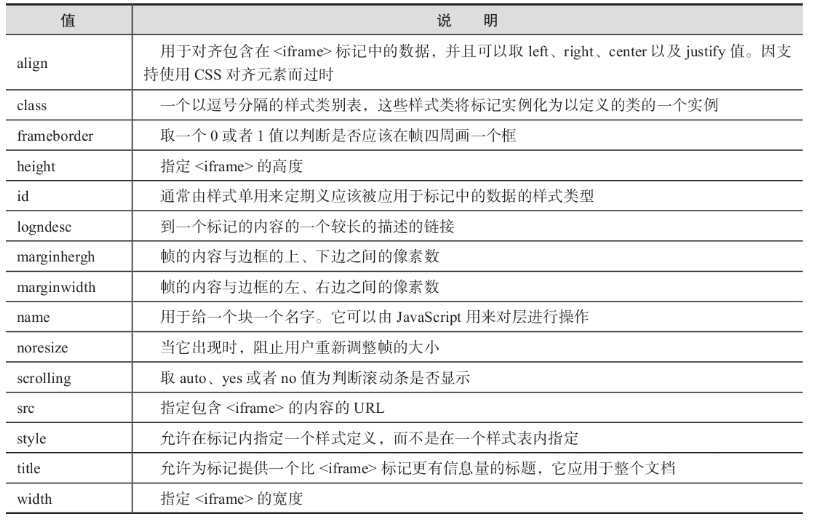 值 说 明
align 用于对齐包含在 <iframe> 标记中的数据，并且可以取 left、right、center 以及 justify 值。因支
持使用 CSS 对齐元素而过时
class 一个以逗号分隔的样式类别表，这些样式类将标记实例化为以定义的类的一个实例
frameborder 取一个 0 或者 1 值以判断是否应该在帧四周画一个框
height 指定 <iframe> 的高度
id 通常由样式单用来定期义应该被应用于标记中的数据的样式类型
logndesc 到一个标记的内容的一个较长的描述的链接
marginhergh 帧的内容与边框的上、下边之间的像素数
marginwidth 帧的内容与边框的左、右边之间的像素数
name 用于给一个块一个名字。它可以由 JavaScript 用来对层进行操作
noresize 当它出现时，阻止用户重新调整帧的大小
scrolling 取 auto、yes 或者 no 值为判断滚动条是否显示
src 指定包含 <iframe> 的内容的 URL
style 允许在标记内指定一个样式定义，而不是在一个样式表内指定
title 允许为标记提供一个比 <iframe> 标记更有信息量的标题，它应用于整个文档
width 指定 <iframe> 的宽度